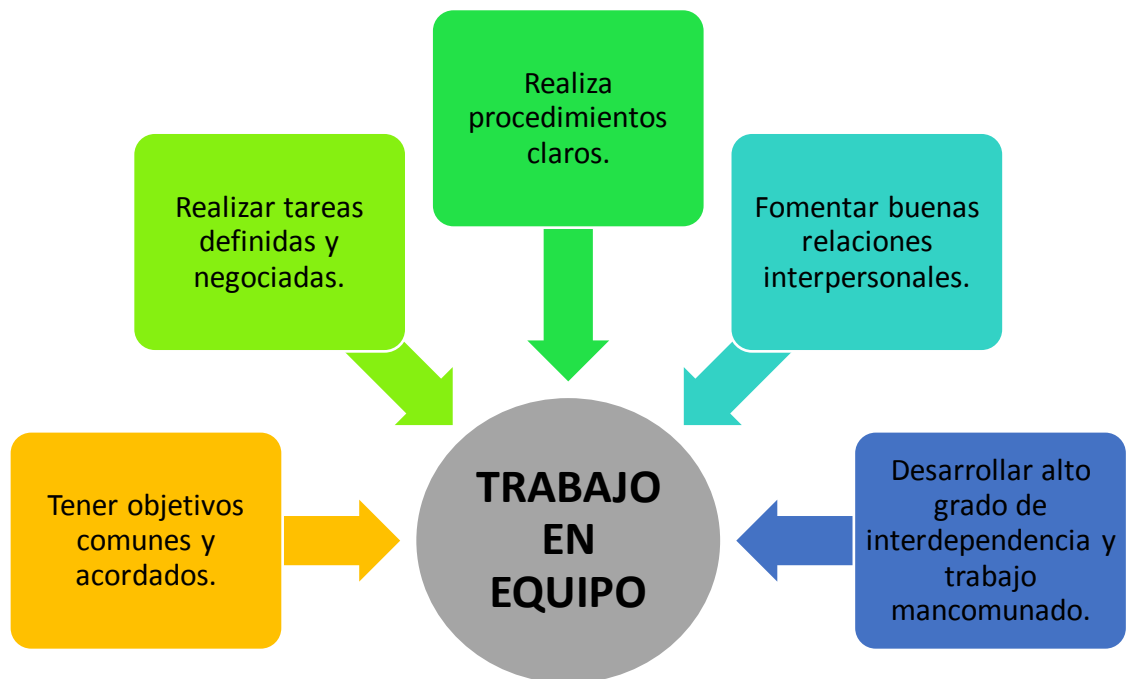 Realiza
procedimientos
claros.
Realizar tareas
definidas y
negociadas.
Fomentar buenas
relaciones
interpersonales.
Tener objetivos
comunes y
acordados.
TRABAJO
EN
EQUIPO
Desarrollar alto
grado de
interdependencia y
trabajo
mancomunado.